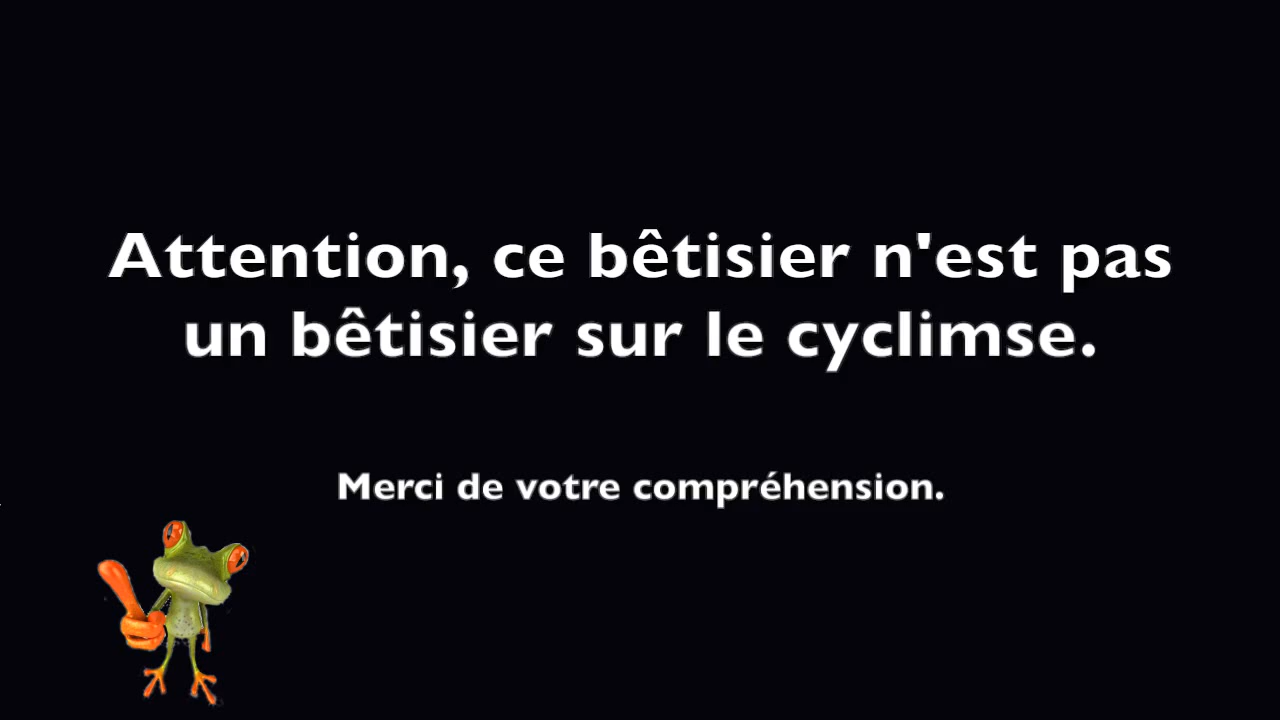 Attention, ce bêtisier n'est pas
un bêtisier sur le cyclimse.
Merci de votre compréhension.